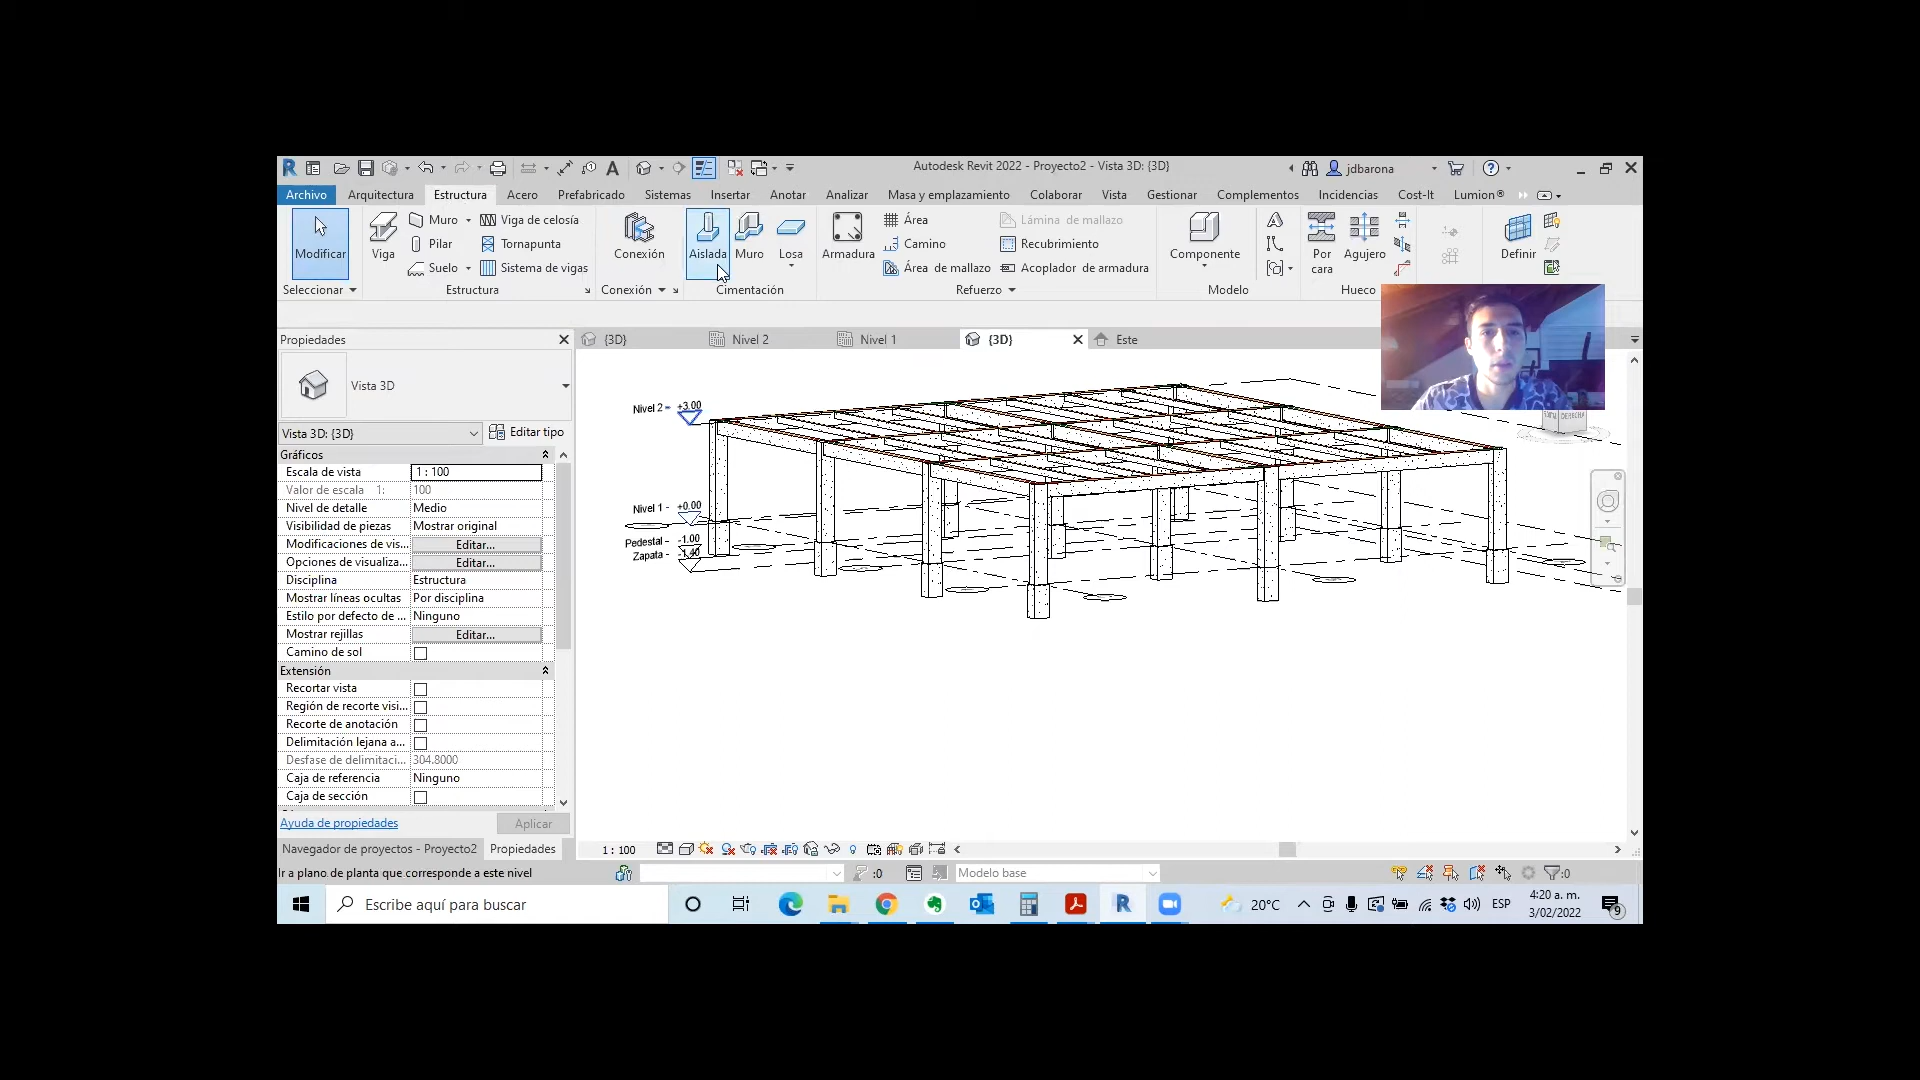 Autodesk Revit 2022 - Proyecto2 - Vista 3D: {3D}
jdbarona
Archivo Arquitectura Estructura Acero Prefabricado Sistemas Insertar Anotar Analizar Masa y emplazamiento Colaborar Vista Gestionar Complementos Incidencias Cost-It Lumion®
Muro Viga de celosía Área Lámina de mallazo
Pilar Tornapunta Camino Recubrimiento
Modificar Viga Conexión Aislada Muro Losa Armadura Componente Por cara Agujero Definir
Suelo Sistema de vigas Área de mallazo Acoplador de armadura
Seleccionar Estructura Conexión Cimentación Refuerzo Modelo Hueco
Propiedades
{3D} Nivel 2 Nivel 1 {3D} Este
Vista 3D
Vista 3D: {3D} Editar tipo
Gráficos
Escala de vista 1 : 100
Valor de escala 1: 100
Nivel de detalle Medio
Visibilidad de piezas Mostrar original
Modificaciones de vis... Editar...
Opciones de visualiza... Editar...
Disciplina Estructura
Mostrar líneas ocultas Por disciplina
Estilo por defecto de ... Ninguno
Mostrar rejillas Editar...
Camino de sol
Extensión
Recortar vista
Región de recorte visi...
Recorte de anotación
Delimitación lejana a...
Desfase de delimitaci... 304.8000
Caja de referencia Ninguno
Caja de sección
Ayuda de propiedades Aplicar
Navegador de proyectos - Proyecto2 Propiedades
Nivel 2 - +3.00
Nivel 1 - +0.00
Pedestal - -1.00
Zapata - -1.40
DERECHA
1 : 100
Ir a plano de planta que corresponde a este nivel
:0
Modelo base
:0
Escribe aquí para buscar
20°C
ESP
4:20 a. m.
3/02/2022
9